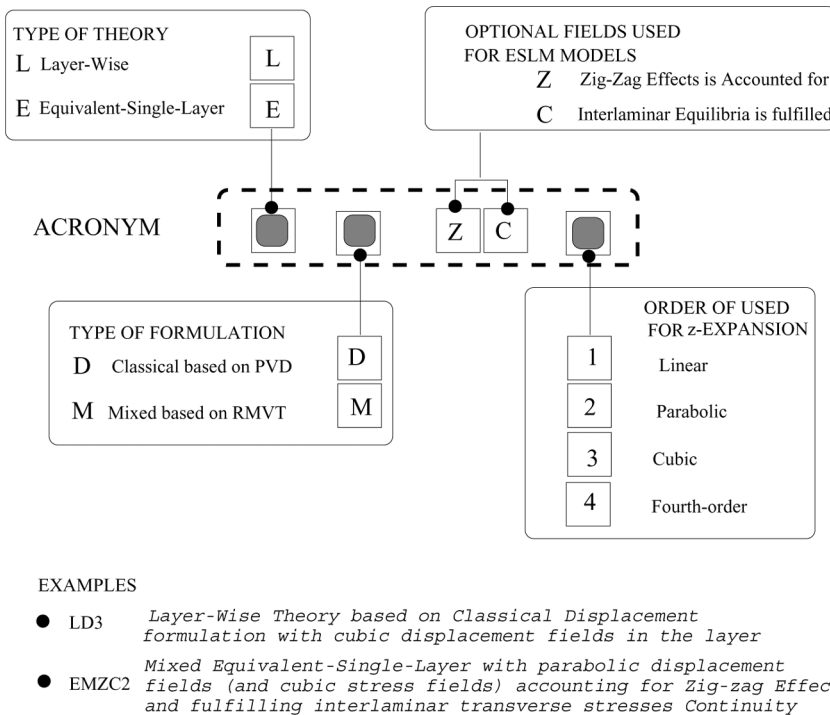 TYPE OF THEORY
L Layer-Wise
L
E Equivalent-Single-Layer
E
OPTIONAL FIELDS USED
FOR ESLM MODELS
Z Zig-Zag Effects is Accounted for
C Interlaminar Equilibria is fulfilled
ACRONYM
Z C
TYPE OF FORMULATION
D Classical based on PVD
D
M Mixed based on RMVT
M
ORDER OF USED
FOR z-EXPANSION
1 Linear
2 Parabolic
3 Cubic
4 Fourth-order
EXAMPLES
LD3 Layer-Wise Theory based on Classical Displacement
formulation with cubic displacement fields in the layer
EMZC2 Mixed Equivalent-Single-Layer with parabolic displacement
fields (and cubic stress fields) accounting for Zig-zag Effec
and fulfilling interlaminar transverse stresses Continuity